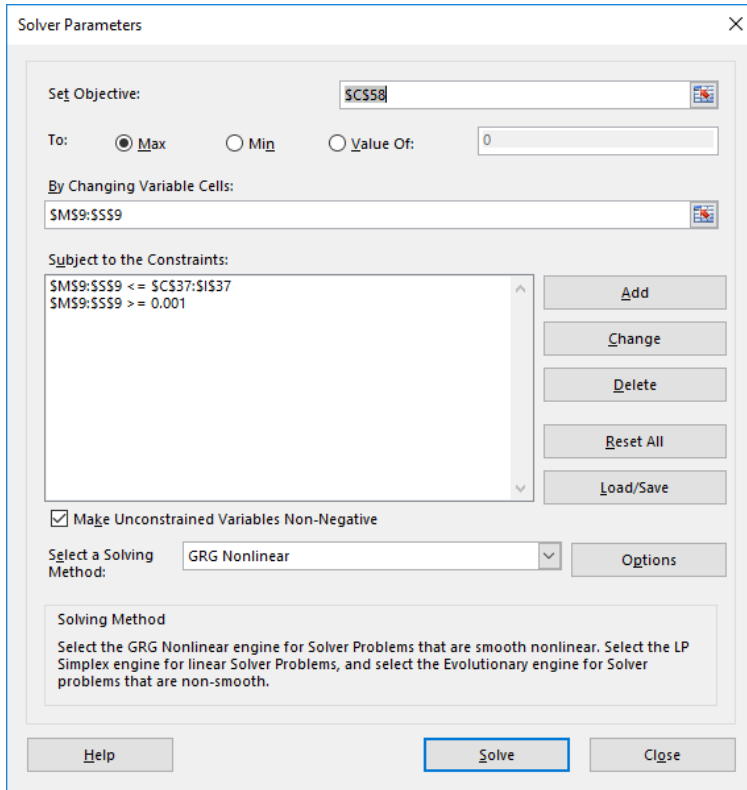 Solver Parameters
Set Objective: $C$58
To: Max Min Value Of: 0
By Changing Variable Cells:
$M$9:$S$9
Subject to the Constraints:
$M$9:$S$9 <= $C$37:$I$37
$M$9:$S$9 >= 0.001
Add
Change
Delete
Reset All
Load/Save
Make Unconstrained Variables Non-Negative
Select a Solving Method: GRG Nonlinear Options
Solving Method
Select the GRG Nonlinear engine for Solver Problems that are smooth nonlinear. Select the LP
Simplex engine for linear Solver Problems, and select the Evolutionary engine for Solver
problems that are non-smooth.
Help Solve Close